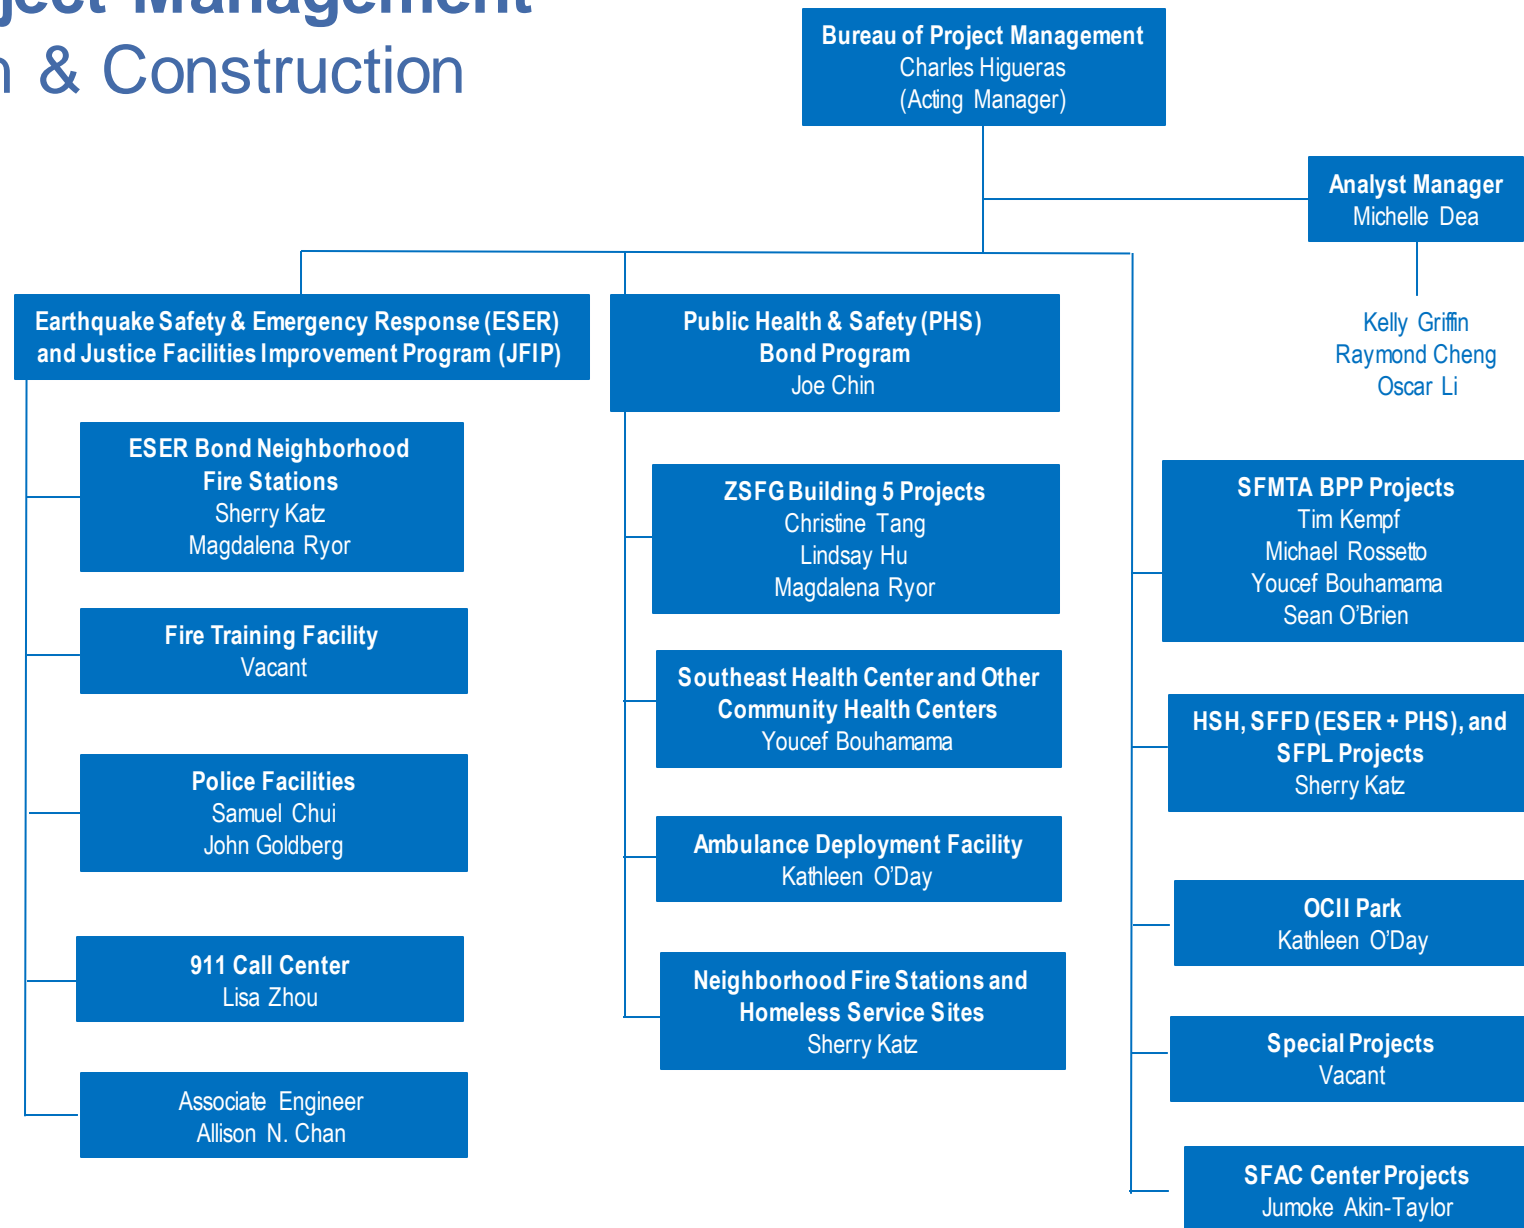 ject Management
& Construction
Bureau of Project Management
Charles Higueras
(Acting Manager)
Analyst Manager
Michelle Dea
Kelly Griffin
Raymond Cheng
Oscar Li
Earthquake Safety & Emergency Response (ESER)
and Justice Facilities Improvement Program (JFIP)
ESER Bond Neighborhood
Fire Stations
Sherry Katz
Magdalena Ryor
Fire Training Facility
Vacant
Police Facilities
Samuel Chui
John Goldberg
911 Call Center
Lisa Zhou
Associate Engineer
Allison N. Chan
Public Health & Safety (PHS)
Bond Program
Joe Chin
ZSFG Building 5 Projects
Christine Tang
Lindsay Hu
Magdalena Ryor
Southeast Health Center and Other
Community Health Centers
Youcef Bouhamama
Ambulance Deployment Facility
Kathleen O’Day
Neighborhood Fire Stations and
Homeless Service Sites
Sherry Katz
SFMTA BPP Projects
Tim Kempf
Michael Rossetto
Youcef Bouhamama
Sean O’Brien
HSH, SFFD (ESER + PHS), and
SFPL Projects
Sherry Katz
OCII Park
Kathleen O’Day
Special Projects
Vacant
SFAC Center Projects
Jumoke Akin-Taylor